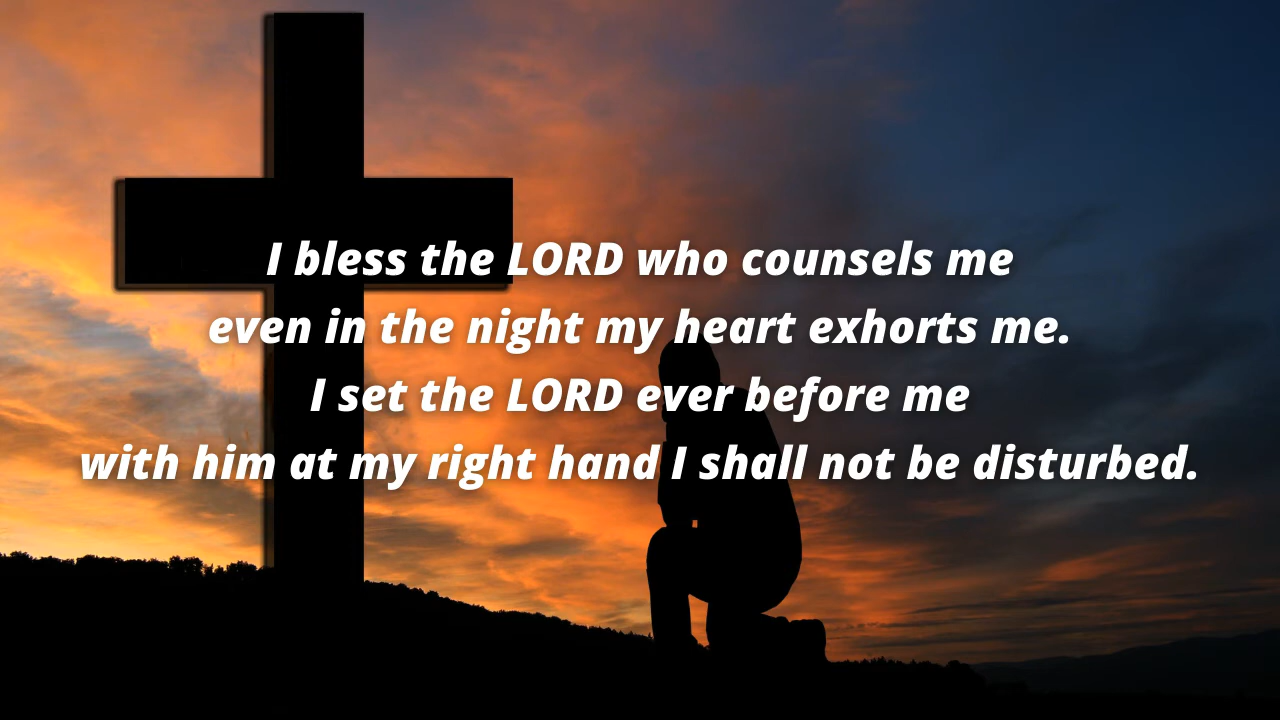 I bless the LORD who counsels me
even in the night my heart exhorts me.
I set the LORD ever before me
with him at my right hand I shall not be disturbed.